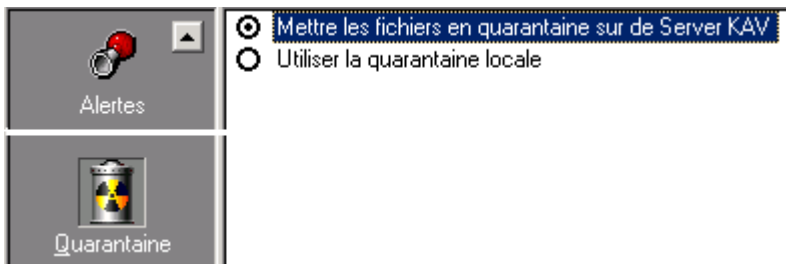 Alertes
Quarantaine
Mettre les fichiers en quarantaine sur de Server KAV
Utiliser la quarantaine locale